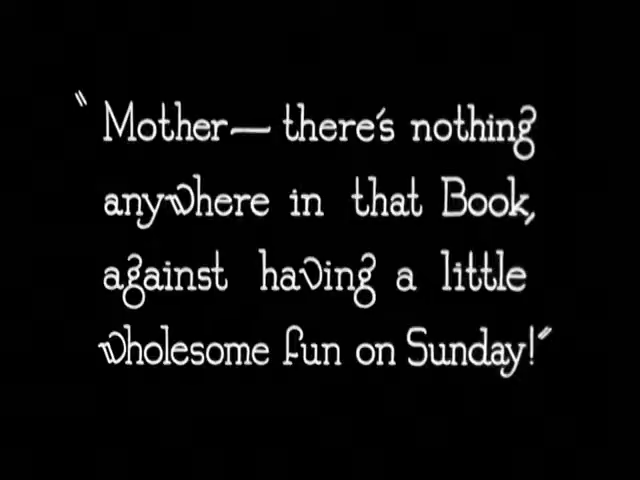 "Mother— there's nothing
anywhere in that Book,
against having a little
wholesome fun on Sunday!"